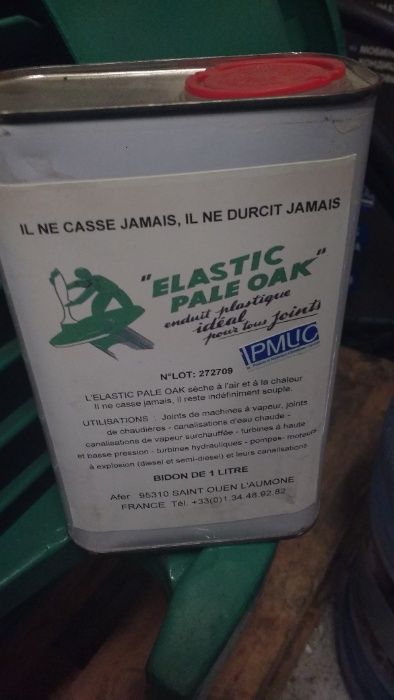 IL NE CASSE JAMAIS, IL NE DURCIT JAMAIS
"ELASTIC
PALE OAK"
enduit plastique
idéal
pour tous joints
PMUC
N°LOT: 272709
L'ELASTIC PALE OAK sèche à l'air et à la chaleur
Il ne casse jamais, il reste indéfiniment souple.
UTILISATIONS : Joints de machines à vapeur, joints
de chaudières - canalisations d'eau chaude -
canalisations de vapeur surchauffée - turbines à haute
et basse pression - turbines hydrauliques - pompes- moteurs
à explosion (diesel et semi-diesel) et leurs canalisations
BIDON DE 1 LITRE
Afer 95310 SAINT OUEN L'AUMONE
FRANCE Tél. +33(0)1.34.48.92.82